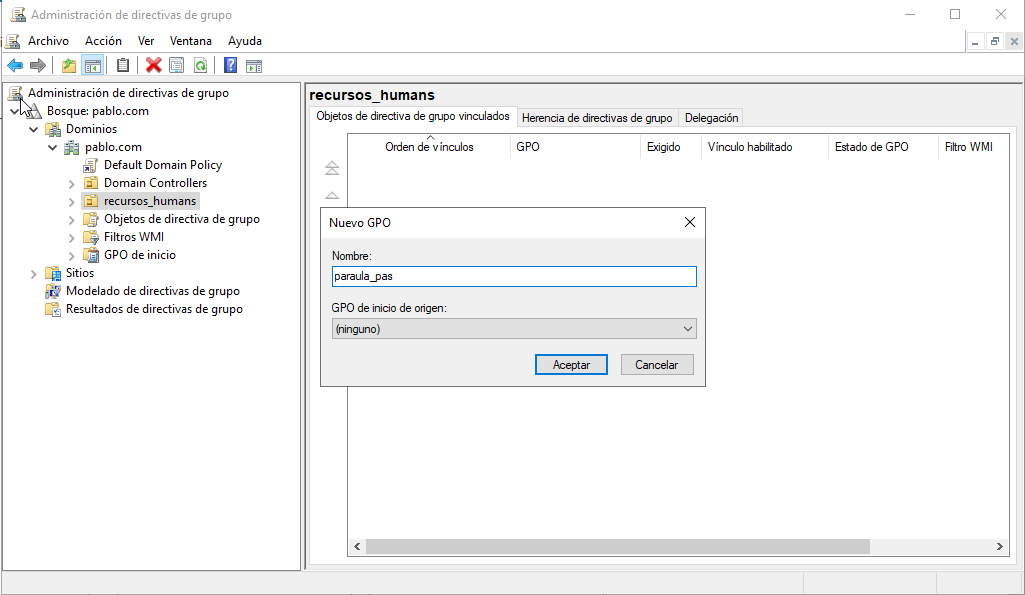 Administración de directivas de grupo
Archivo Acción Ver Ventana Ayuda
Administración de directivas de grupo
Bosque: pablo.com
Dominios
pablo.com
Default Domain Policy
Domain Controllers
recursos_humans
Objetos de directiva de grupo
Filtros WMI
GPO de inicio
Sitios
Modelado de directivas de grupo
Resultados de directivas de grupo
recursos_humans
Objetos de directiva de grupo vinculados Herencia de directivas de grupo Delegación
Orden de vínculos GPO Exigido Vínculo habilitado Estado de GPO Filtro WMI
Nuevo GPO
Nombre:
paraula_pas
GPO de inicio de origen:
(ninguno)
Aceptar Cancelar